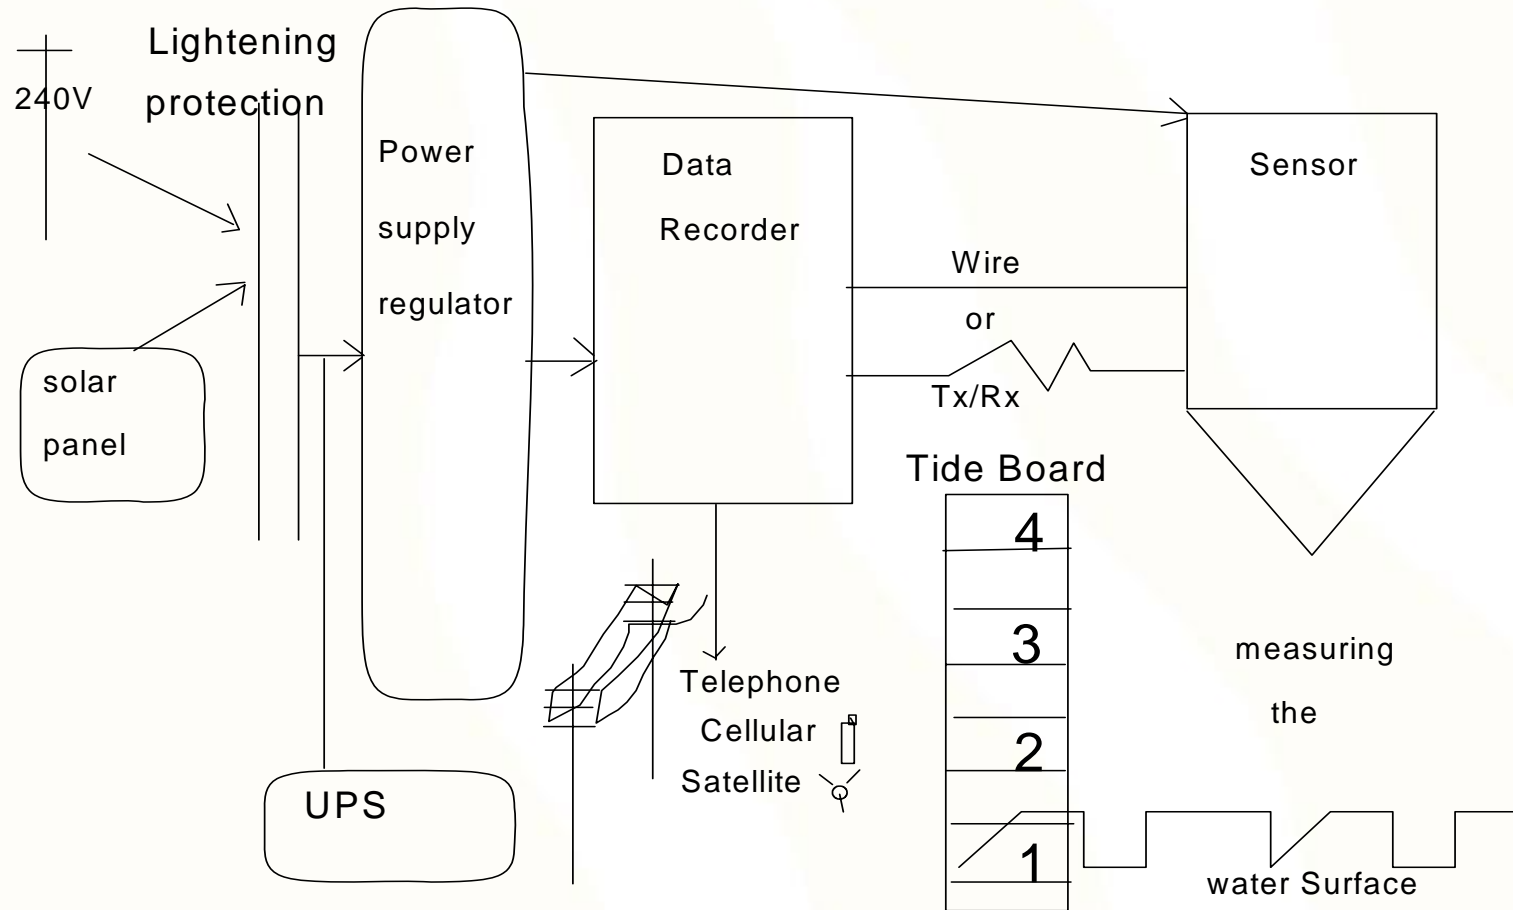 Lightening
protection
240V
Power
supply
regulator
Data
Recorder
Sensor
Wire
or
Tx/Rx
solar
panel
Tide Board
4
3
2
1
measuring
the
water Surface
Telephone
Cellular
Satellite
UPS